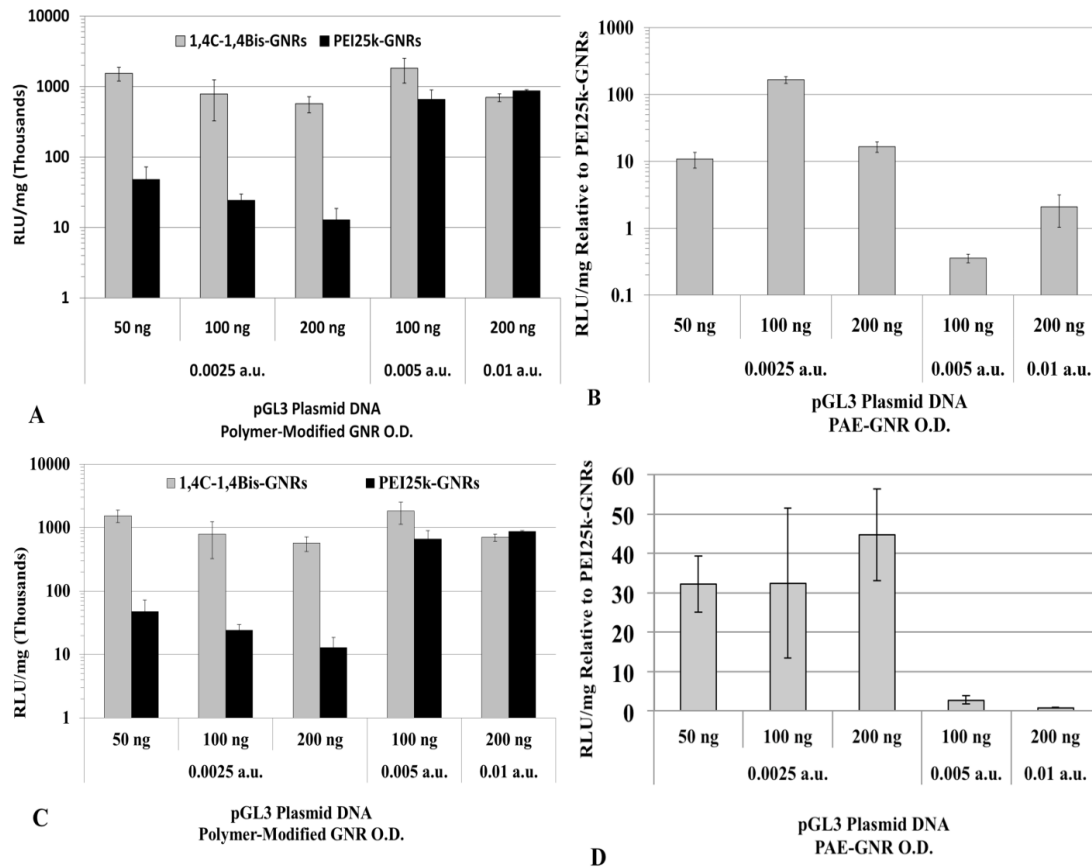 10000
1000
100
10
1
RLU/mg (Thousands)
1,4C-1,4Bis-GNRs PEI25k-GNRs
50 ng 100 ng 200 ng 100 ng 200 ng
0.0025 a.u. 0.005 a.u. 0.01 a.u.
pGL3 Plasmid DNA
Polymer-Modified GNR O.D.
A
1000
100
10
1
0.1
RLU/mg Relative to PEI25k-GNRs
50 ng 100 ng 200 ng 100 ng 200 ng
0.0025 a.u. 0.005 a.u. 0.01 a.u.
pGL3 Plasmid DNA
PAE-GNR O.D.
B
10000
1000
100
10
1
RLU/mg (Thousands)
1,4C-1,4Bis-GNRs PEI25k-GNRs
50 ng 100 ng 200 ng 100 ng 200 ng
0.0025 a.u. 0.005 a.u. 0.01 a.u.
pGL3 Plasmid DNA
Polymer-Modified GNR O.D.
C
60
50
40
30
20
10
0
RLU/mg Relative to PEI25k-GNRs
50 ng 100 ng 200 ng 100 ng 200 ng
0.0025 a.u. 0.005 a.u. 0.01 a.u.
pGL3 Plasmid DNA
PAE-GNR O.D.
D